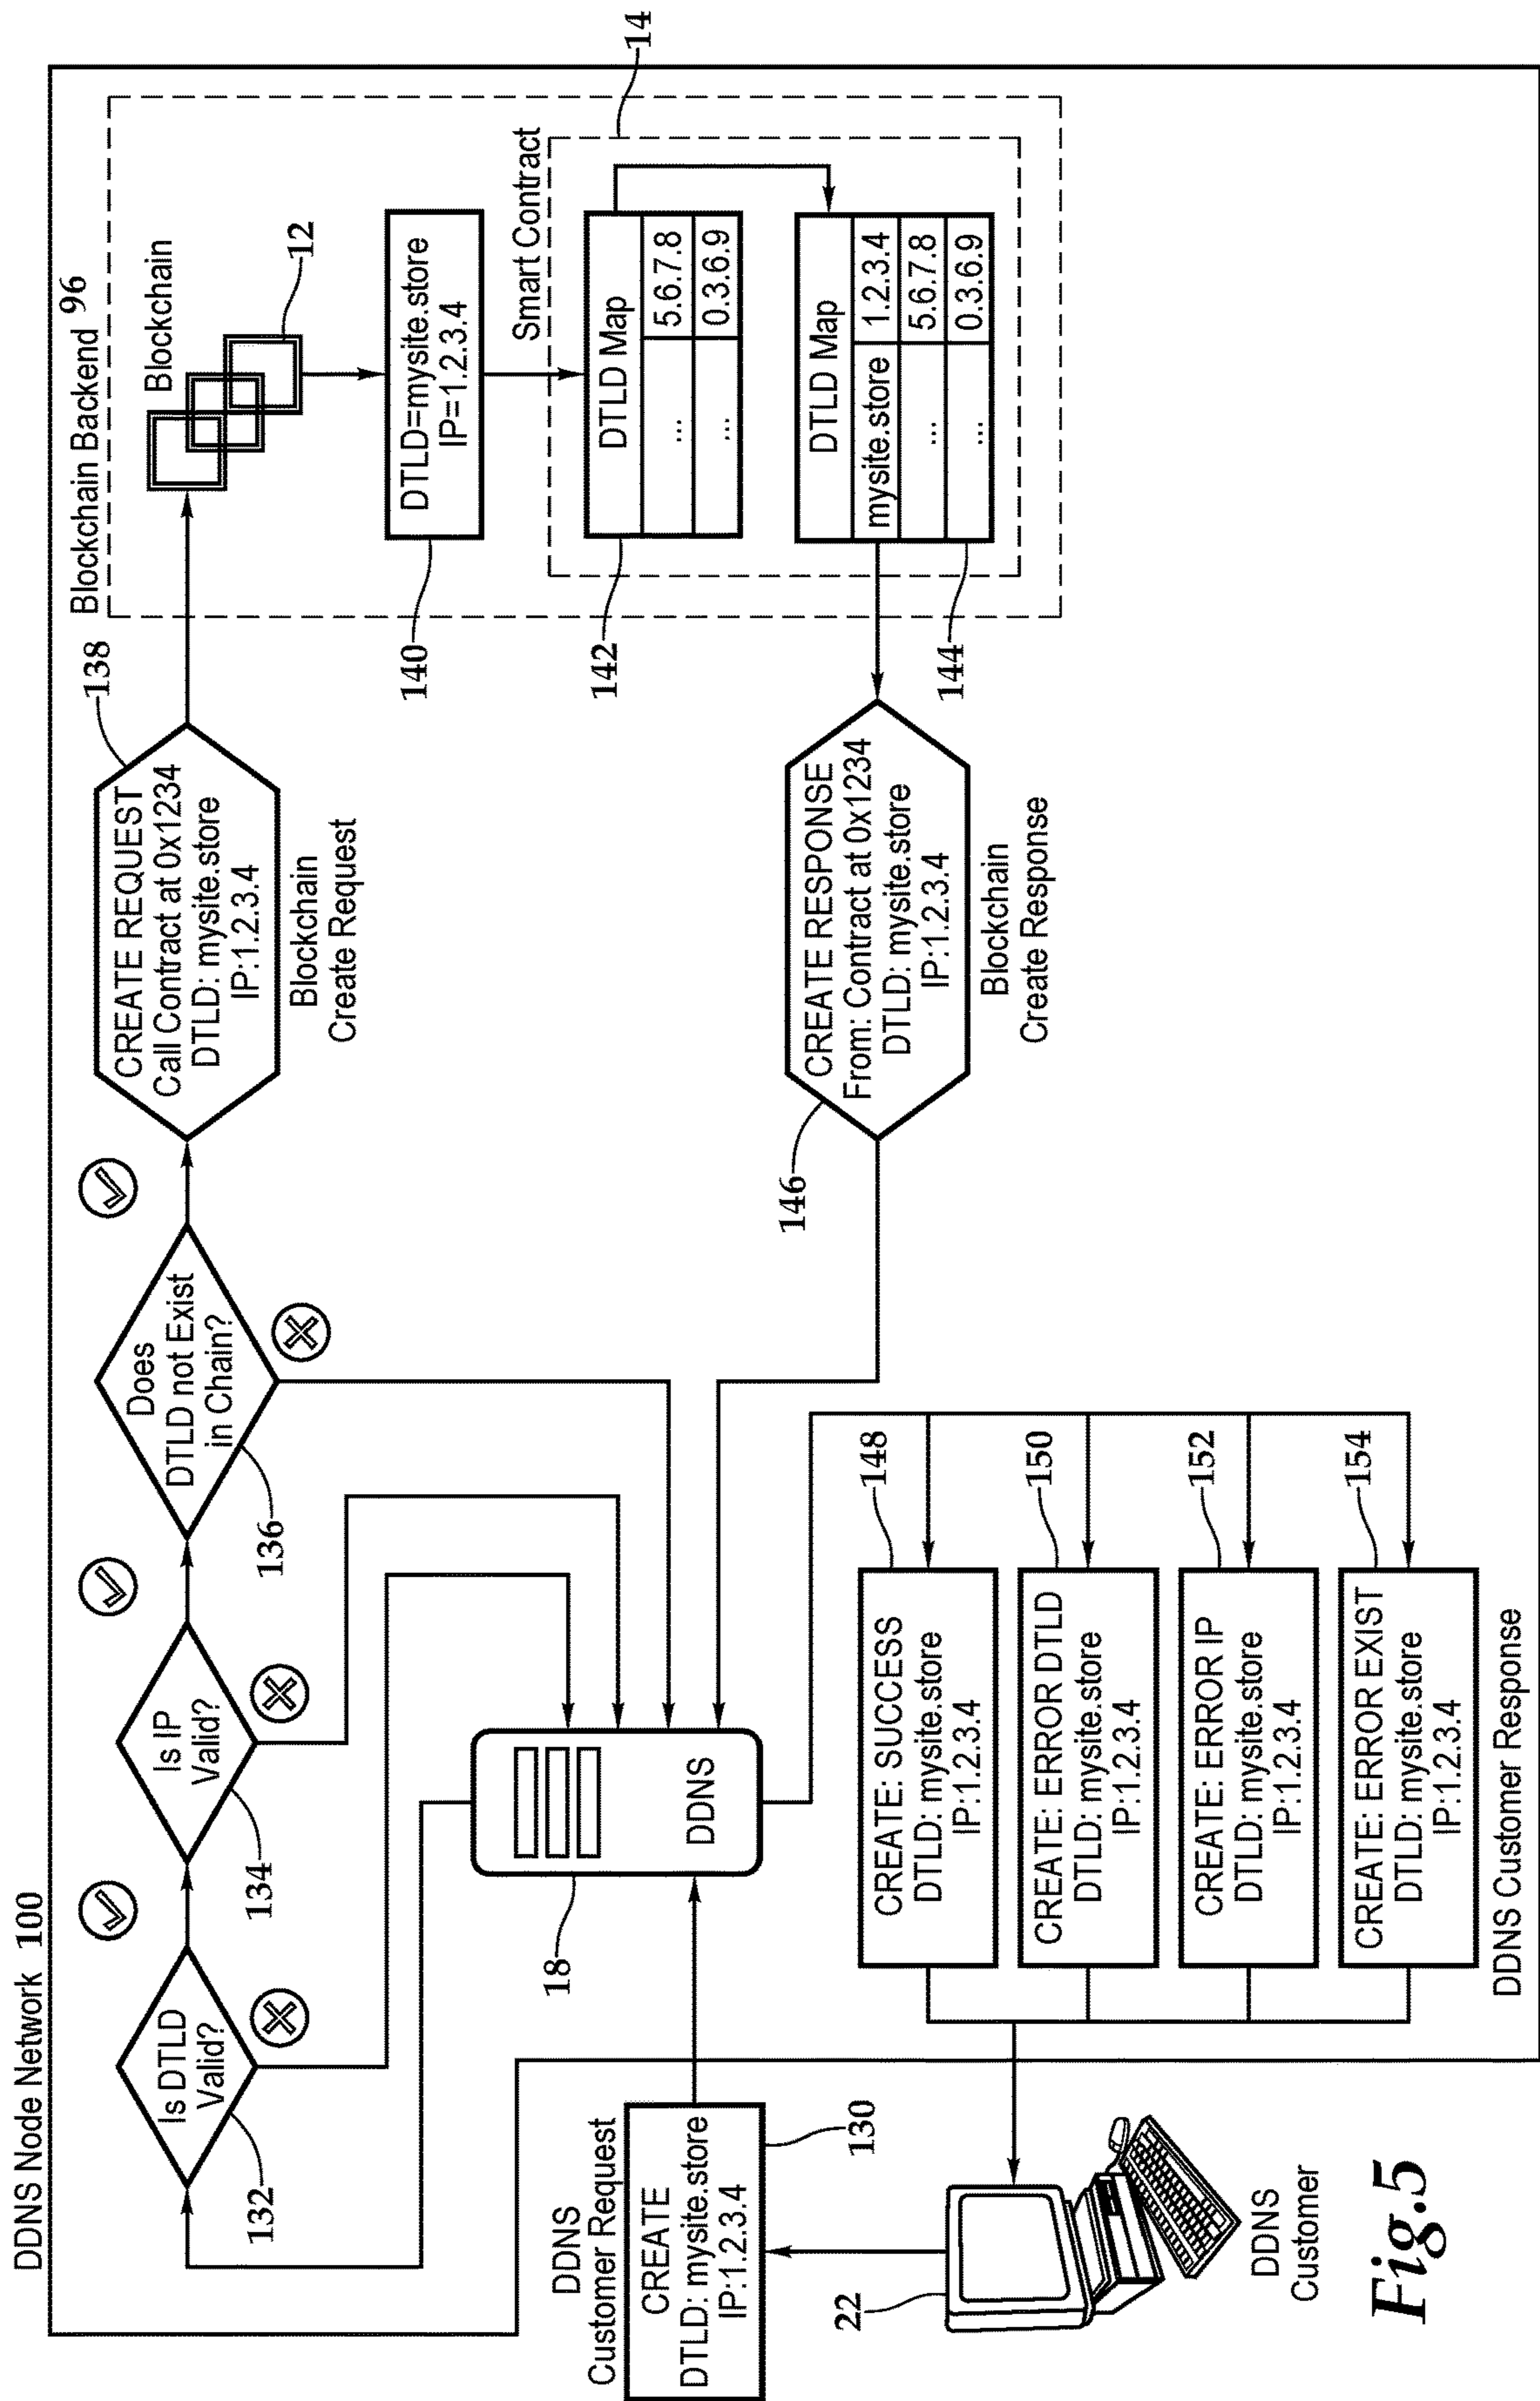 DDNS Node Network 100
Is DTLD
Valid?
132
Is IP
Valid?
134
Does
DTLD not Exist
in Chain?
136
CREATE REQUEST
Call Contract at 0x1234
DTLD: mysite.store
IP:1.2.3.4
138
Blockchain
Create Request
Blockchain Backend 96
Blockchain
12
DTLD=mysite.store
IP=1.2.3.4
140
Smart Contract
14
DTLD Map
... 5.6.7.8
... 0.3.6.9
142
DTLD Map
mysite.store 1.2.3.4
... 5.6.7.8
... 0.3.6.9
144
CREATE RESPONSE
From: Contract at 0x1234
DTLD: mysite.store
IP:1.2.3.4
146
Blockchain
Create Response
DDNS
18
DDNS
Customer Request
CREATE
DTLD: mysite.store
IP:1.2.3.4
130
22
DDNS
Customer
CREATE: SUCCESS
DTLD: mysite.store
IP:1.2.3.4
148
CREATE: ERROR DTLD
DTLD: mysite.store
IP:1.2.3.4
150
CREATE: ERROR IP
DTLD: mysite.store
IP:1.2.3.4
152
CREATE: ERROR EXIST
DTLD: mysite.store
IP:1.2.3.4
154
DDNS Customer Response
Fig.5